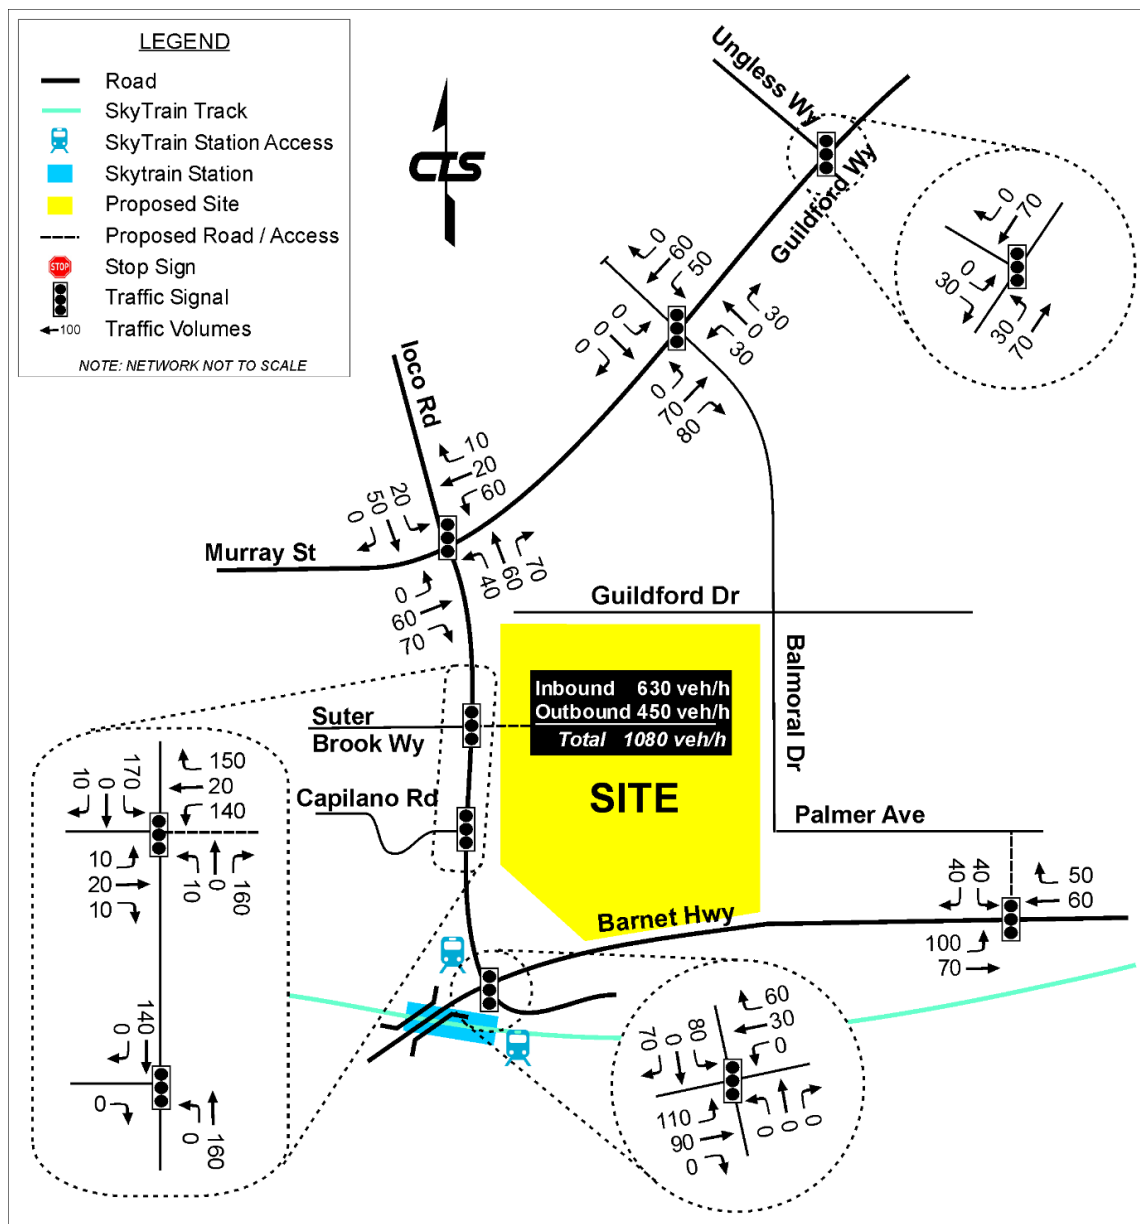 LEGEND
Road
SkyTrain Track
SkyTrain Station Access
Skytrain Station
Proposed Site
Proposed Road / Access
STOP
Stop Sign
Traffic Signal
100
Traffic Volumes
NOTE: NETWORK NOT TO SCALE
CTS
Ungless Wy
Guildford Wy
0
70
0
30
30
70
0
60
50
0
0
0
30
0
30
0
70
80
Ioco Rd
10
20
60
20
50
0
Murray St
70
60
40
0
60
70
Guildford Dr
Inbound 630 veh/h
Outbound 450 veh/h
Total 1080 veh/h
SITE
Balmoral Dr
Suter
Brook Wy
Capilano Rd
Palmer Ave
Barnet Hwy
150
20
140
170
0
10
10
20
10
10
0
160
140
0
0
0
160
40
40
50
60
100
70
60
30
0
80
0
70
110
90
0
0
0
0